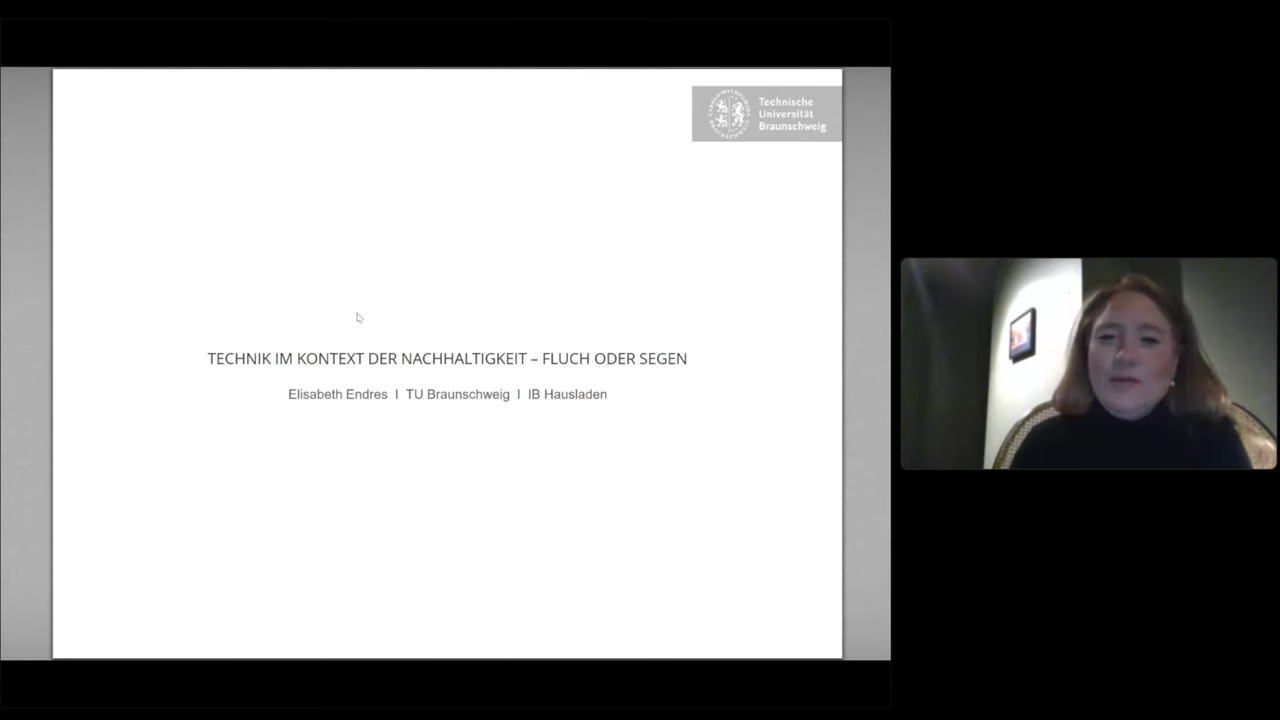 Technische
Universität
Braunschweig
TECHNIK IM KONTEXT DER NACHHALTIGKEIT – FLUCH ODER SEGEN
Elisabeth Endres I TU Braunschweig I IB Hausladen